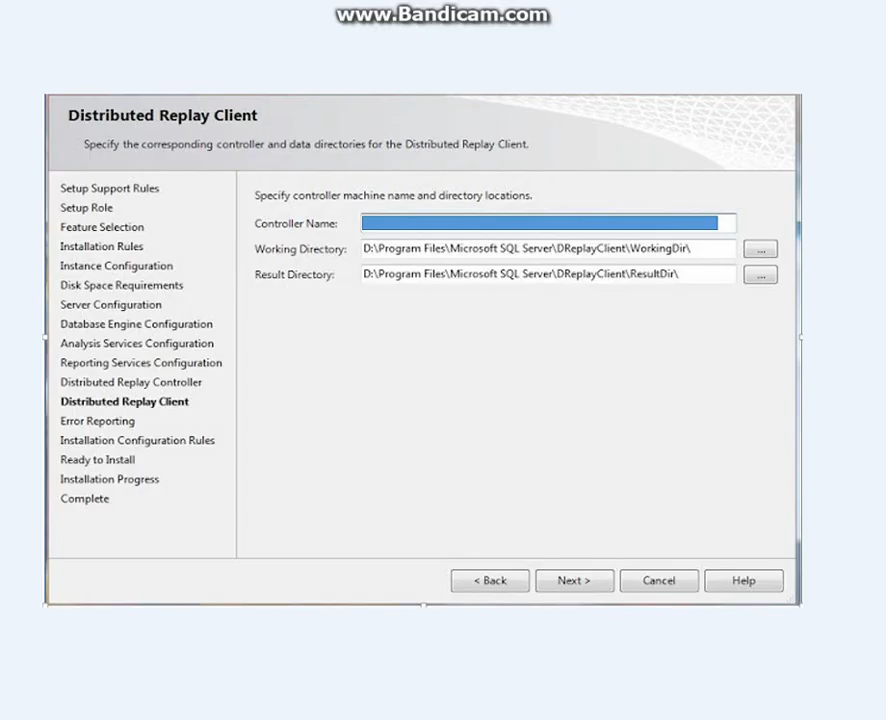 www.Bandicam.com
Distributed Replay Client
Specify the corresponding controller and data directories for the Distributed Replay Client.
Setup Support Rules
Setup Role
Feature Selection
Installation Rules
Instance Configuration
Disk Space Requirements
Server Configuration
Database Engine Configuration
Analysis Services Configuration
Reporting Services Configuration
Distributed Replay Controller
Distributed Replay Client
Error Reporting
Installation Configuration Rules
Ready to Install
Installation Progress
Complete
Specify controller machine name and directory locations.
Controller Name:
Working Directory: D:\Program Files\Microsoft SQL Server\DReplayClient\WorkingDir\ ...
Result Directory: D:\Program Files\Microsoft SQL Server\DReplayClient\ResultDir\ ...
< Back Next > Cancel Help